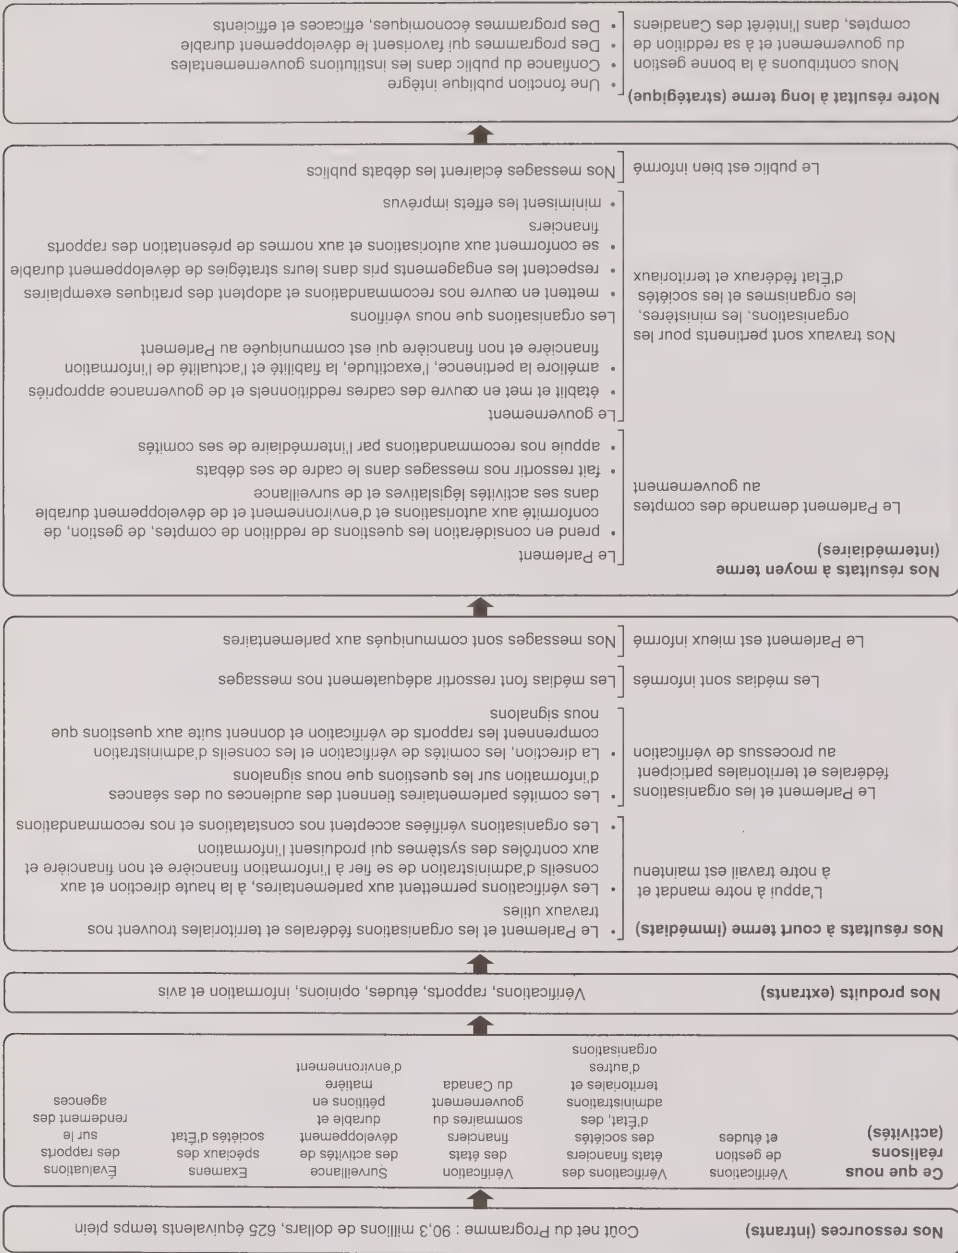 Nos ressources (intrants)
Coût net du Programme : 90,3 millions de dollars, 625 équivalents temps plein
Ce que nous
réalisons
(activités)
Vérifications
de gestion
et études
Vérifications des
états financiers
des sociétés
d'État, des
administrations
territoriales et
d'autres
organisations
Vérification
des états
financiers
sommaires du
gouvernement
du Canada
Surveillance
des activités de
développement
durable et
pétitions en
matière
d'environnement
Examens
spéciaux des
sociétés d'État
Évaluations
des rapports
sur le
rendement des
agences
Nos produits (extrants)
Vérifications, rapports, études, opinions, information et avis
Nos résultats à court terme (immédiats)
L'appui à notre mandat et
à notre travail est maintenu
• Le Parlement et les organisations fédérales et territoriales trouvent nos
travaux utiles
• Les vérifications permettent aux parlementaires, à la haute direction et aux
conseils d'administration de se fier à l'information financière et non financière et
aux contrôles des systèmes qui produisent l'information
• Les organisations vérifiées acceptent nos constatations et nos recommandations
Le Parlement et les organisations
fédérales et territoriales participent
au processus de vérification
• Les comités parlementaires tiennent des audiences ou des séances
d'information sur les questions que nous signalons
• La direction, les comités de vérification et les conseils d'administration
comprennent les rapports de vérification et donnent suite aux questions que
nous signalons
Les médias sont informés
Les médias font ressortir adéquatement nos messages
Le Parlement est mieux informé
Nos messages sont communiqués aux parlementaires
Nos résultats à moyen terme
(intermédiaires)
Le Parlement demande des comptes
au gouvernement
Le Parlement
• prend en considération les questions de reddition de comptes, de gestion, de
conformité aux autorisations et d'environnement et de développement durable
dans ses activités législatives et de surveillance
• fait ressortir nos messages dans le cadre de ses débats
• appuie nos recommandations par l'intermédiaire de ses comités
Nos travaux sont pertinents pour les
organisations, les ministères,
les organismes et les sociétés
d'État fédéraux et territoriaux
Le gouvernement
• établit et met en œuvre des cadres redditionnels et de gouvernance appropriés
• améliore la pertinence, l'exactitude, la fiabilité et l'actualité de l'information
financière et non financière qui est communiquée au Parlement
Les organisations que nous vérifions
• mettent en œuvre nos recommandations et adoptent des pratiques exemplaires
• respectent les engagements pris dans leurs stratégies de développement durable
• se conforment aux autorisations et aux normes de présentation des rapports
financiers
• minimisent les effets imprévus
Le public est bien informé
Nos messages éclairent les débats publics
Notre résultat à long terme (stratégique)
Nous contribuons à la bonne gestion
du gouvernement et à sa reddition de
comptes, dans l'intérêt des Canadiens
• Une fonction publique intègre
• Confiance du public dans les institutions gouvernementales
• Des programmes qui favorisent le développement durable
• Des programmes économiques, efficaces et efficients